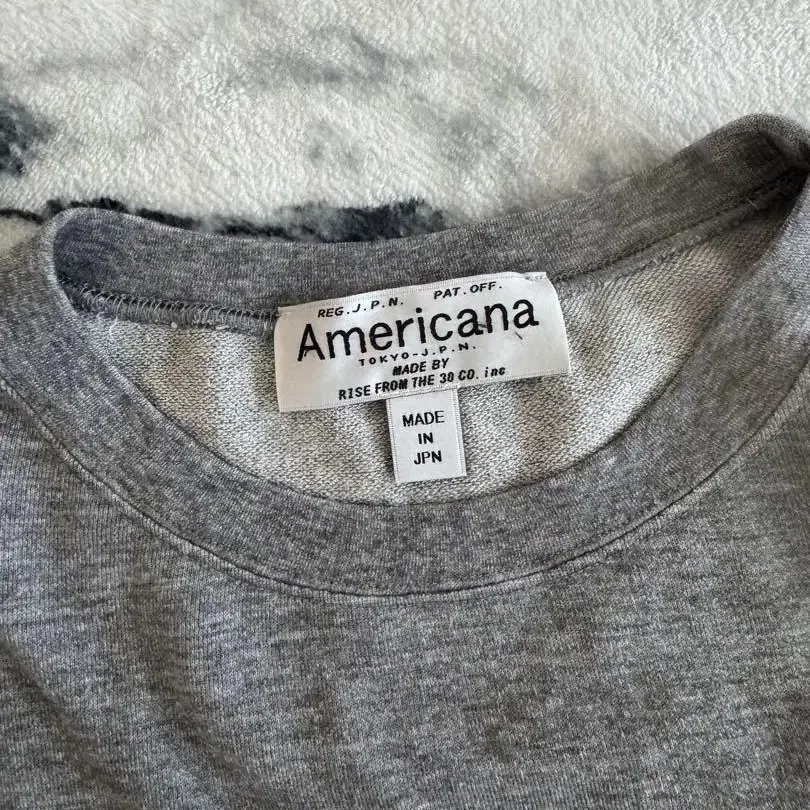 REG.J.P.N. PAT.OFF.
Americana
TOKYO-J.P.N.
MADE BY
RISE FROM THE 30 CO. inc
MADE
IN
JPN